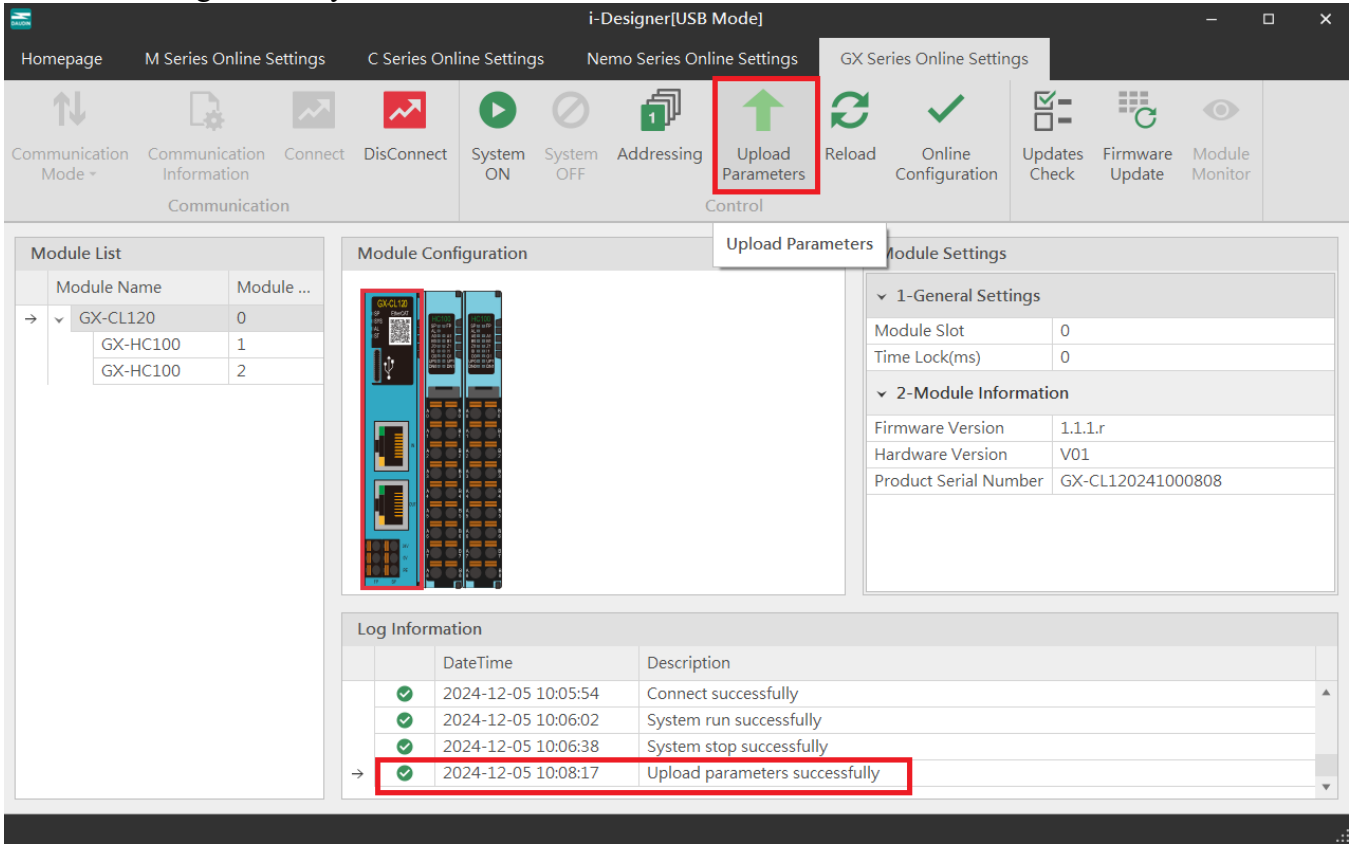 i-Designer[USB Mode]
Homepage M Series Online Settings C Series Online Settings Nemo Series Online Settings GX Series Online Settings
Communication Mode
Communication Information
Connect
DisConnect
System ON
System OFF
Addressing
Upload Parameters
Reload
Online Configuration
Updates Check
Firmware Update
Module Monitor
Communication
Control
Upload Parameters
Module List
Module Name Module ...
GX-CL120 0
GX-HC100 1
GX-HC100 2
Module Configuration
GX-CL120
EtherCAT
HC100
HC100
Module Settings
1-General Settings
Module Slot 0
Time Lock(ms) 0
2-Module Information
Firmware Version 1.1.1.r
Hardware Version V01
Product Serial Number GX-CL120241000808
Log Information
DateTime Description
2024-12-05 10:05:54 Connect successfully
2024-12-05 10:06:02 System run successfully
2024-12-05 10:06:38 System stop successfully
2024-12-05 10:08:17 Upload parameters successfully